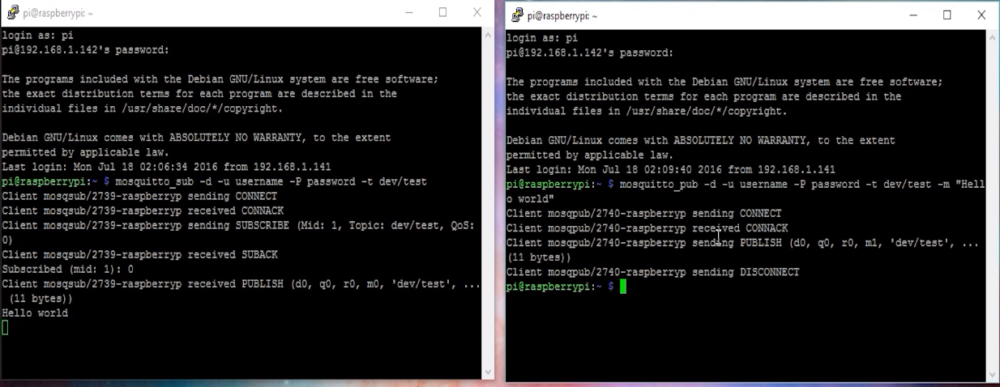 pi@raspberrypi: ~
login as: pi
pi@192.168.1.142's password:
The programs included with the Debian GNU/Linux system are free software;
the exact distribution terms for each program are described in the
individual files in /usr/share/doc/*/copyright.
Debian GNU/Linux comes with ABSOLUTELY NO WARRANTY, to the extent
permitted by applicable law.
Last login: Mon Jul 18 02:06:34 2016 from 192.168.1.141
pi@raspberrypi:~ $ mosquitto_sub -d -u username -P password -t dev/test
Client mosqsub/2739-raspberryp sending CONNECT
Client mosqsub/2739-raspberryp received CONNACK
Client mosqsub/2739-raspberryp sending SUBSCRIBE (Mid: 1, Topic: dev/test, QoS:
0)
Client mosqsub/2739-raspberryp received SUBACK
Subscribed (mid: 1): 0
Client mosqsub/2739-raspberryp received PUBLISH (d0, q0, r0, m0, 'dev/test', ...
(11 bytes))
Hello world
pi@raspberrypi: ~
login as: pi
pi@192.168.1.142's password:
The programs included with the Debian GNU/Linux system are free software;
the exact distribution terms for each program are described in the
individual files in /usr/share/doc/*/copyright.
Debian GNU/Linux comes with ABSOLUTELY NO WARRANTY, to the extent
permitted by applicable law.
Last login: Mon Jul 18 02:09:40 2016 from 192.168.1.141
pi@raspberrypi:~ $ mosquitto_pub -d -u username -P password -t dev/test -m "Hell
o world"
Client mosqpub/2740-raspberryp sending CONNECT
Client mosqpub/2740-raspberryp received CONNACK
Client mosqpub/2740-raspberryp sending PUBLISH (d0, q0, r0, m1, 'dev/test', ...
(11 bytes))
Client mosqpub/2740-raspberryp sending DISCONNECT
pi@raspberrypi:~ $